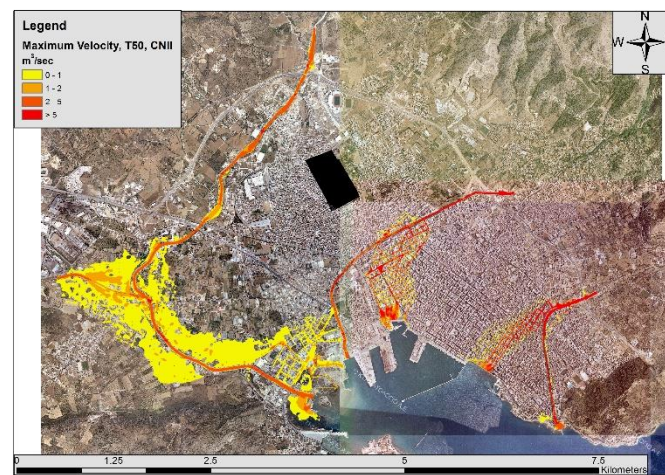 Legend
Maximum Velocity, T50, CNII
m³/sec
0 - 1
1 - 2
2 - 5
> 5
N
W E
S
0 1.25 2.5 5 7.5
Kilometers